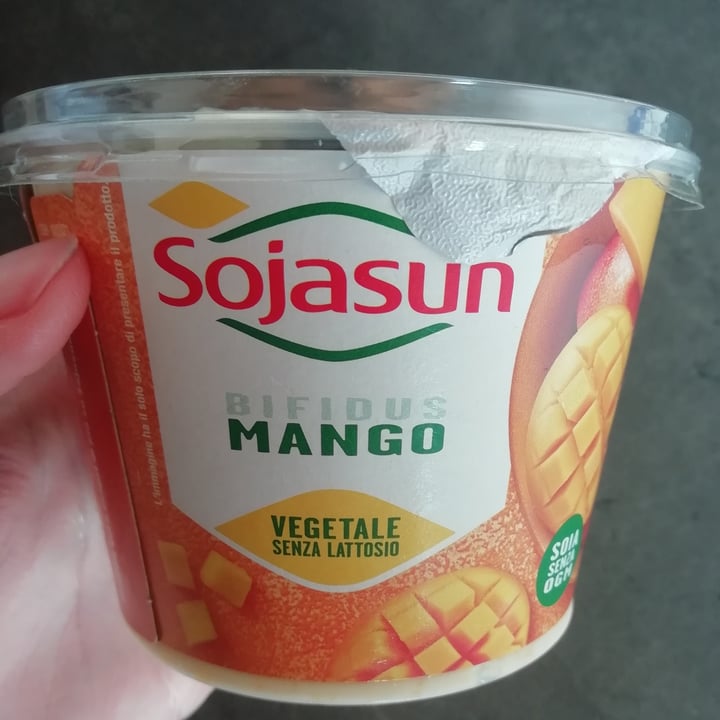 Sojasun
BIFIDUS
MANGO
VEGETALE
SENZA LATTOSIO
SOIA
SENZA
OGM
L'immagine ha il solo scopo di presentare il prodotto.